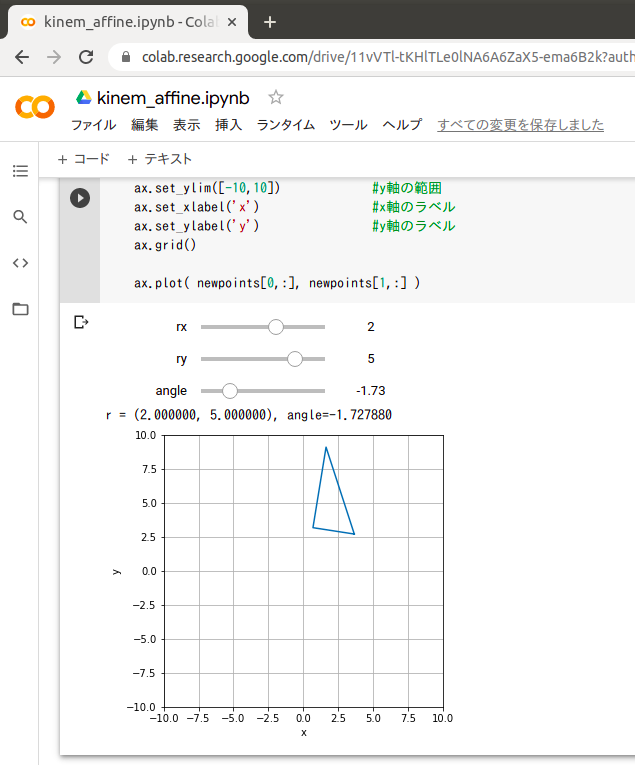 kinem_affine.ipynb - Cola
colab.research.google.com/drive/11vVTl-tKHlTLe0lNA6A6ZaX5-ema6B2k?auth
kinem_affine.ipynb
ファイル 編集 表示 挿入 ランタイム ツール ヘルプ すべての変更を保存しました
+ コード + テキスト
ax.set_ylim([-10,10]) #y軸の範囲
ax.set_xlabel('x') #x軸のラベル
ax.set_ylabel('y') #y軸のラベル
ax.grid()
ax.plot( newpoints[0,:], newpoints[1,:] )
rx 2
ry 5
angle -1.73
r = (2.000000, 5.000000), angle=-1.727880
10.0
7.5
5.0
2.5
0.0
−2.5
−5.0
−7.5
−10.0
y
−10.0 −7.5 −5.0 −2.5 0.0 2.5 5.0 7.5 10.0
x